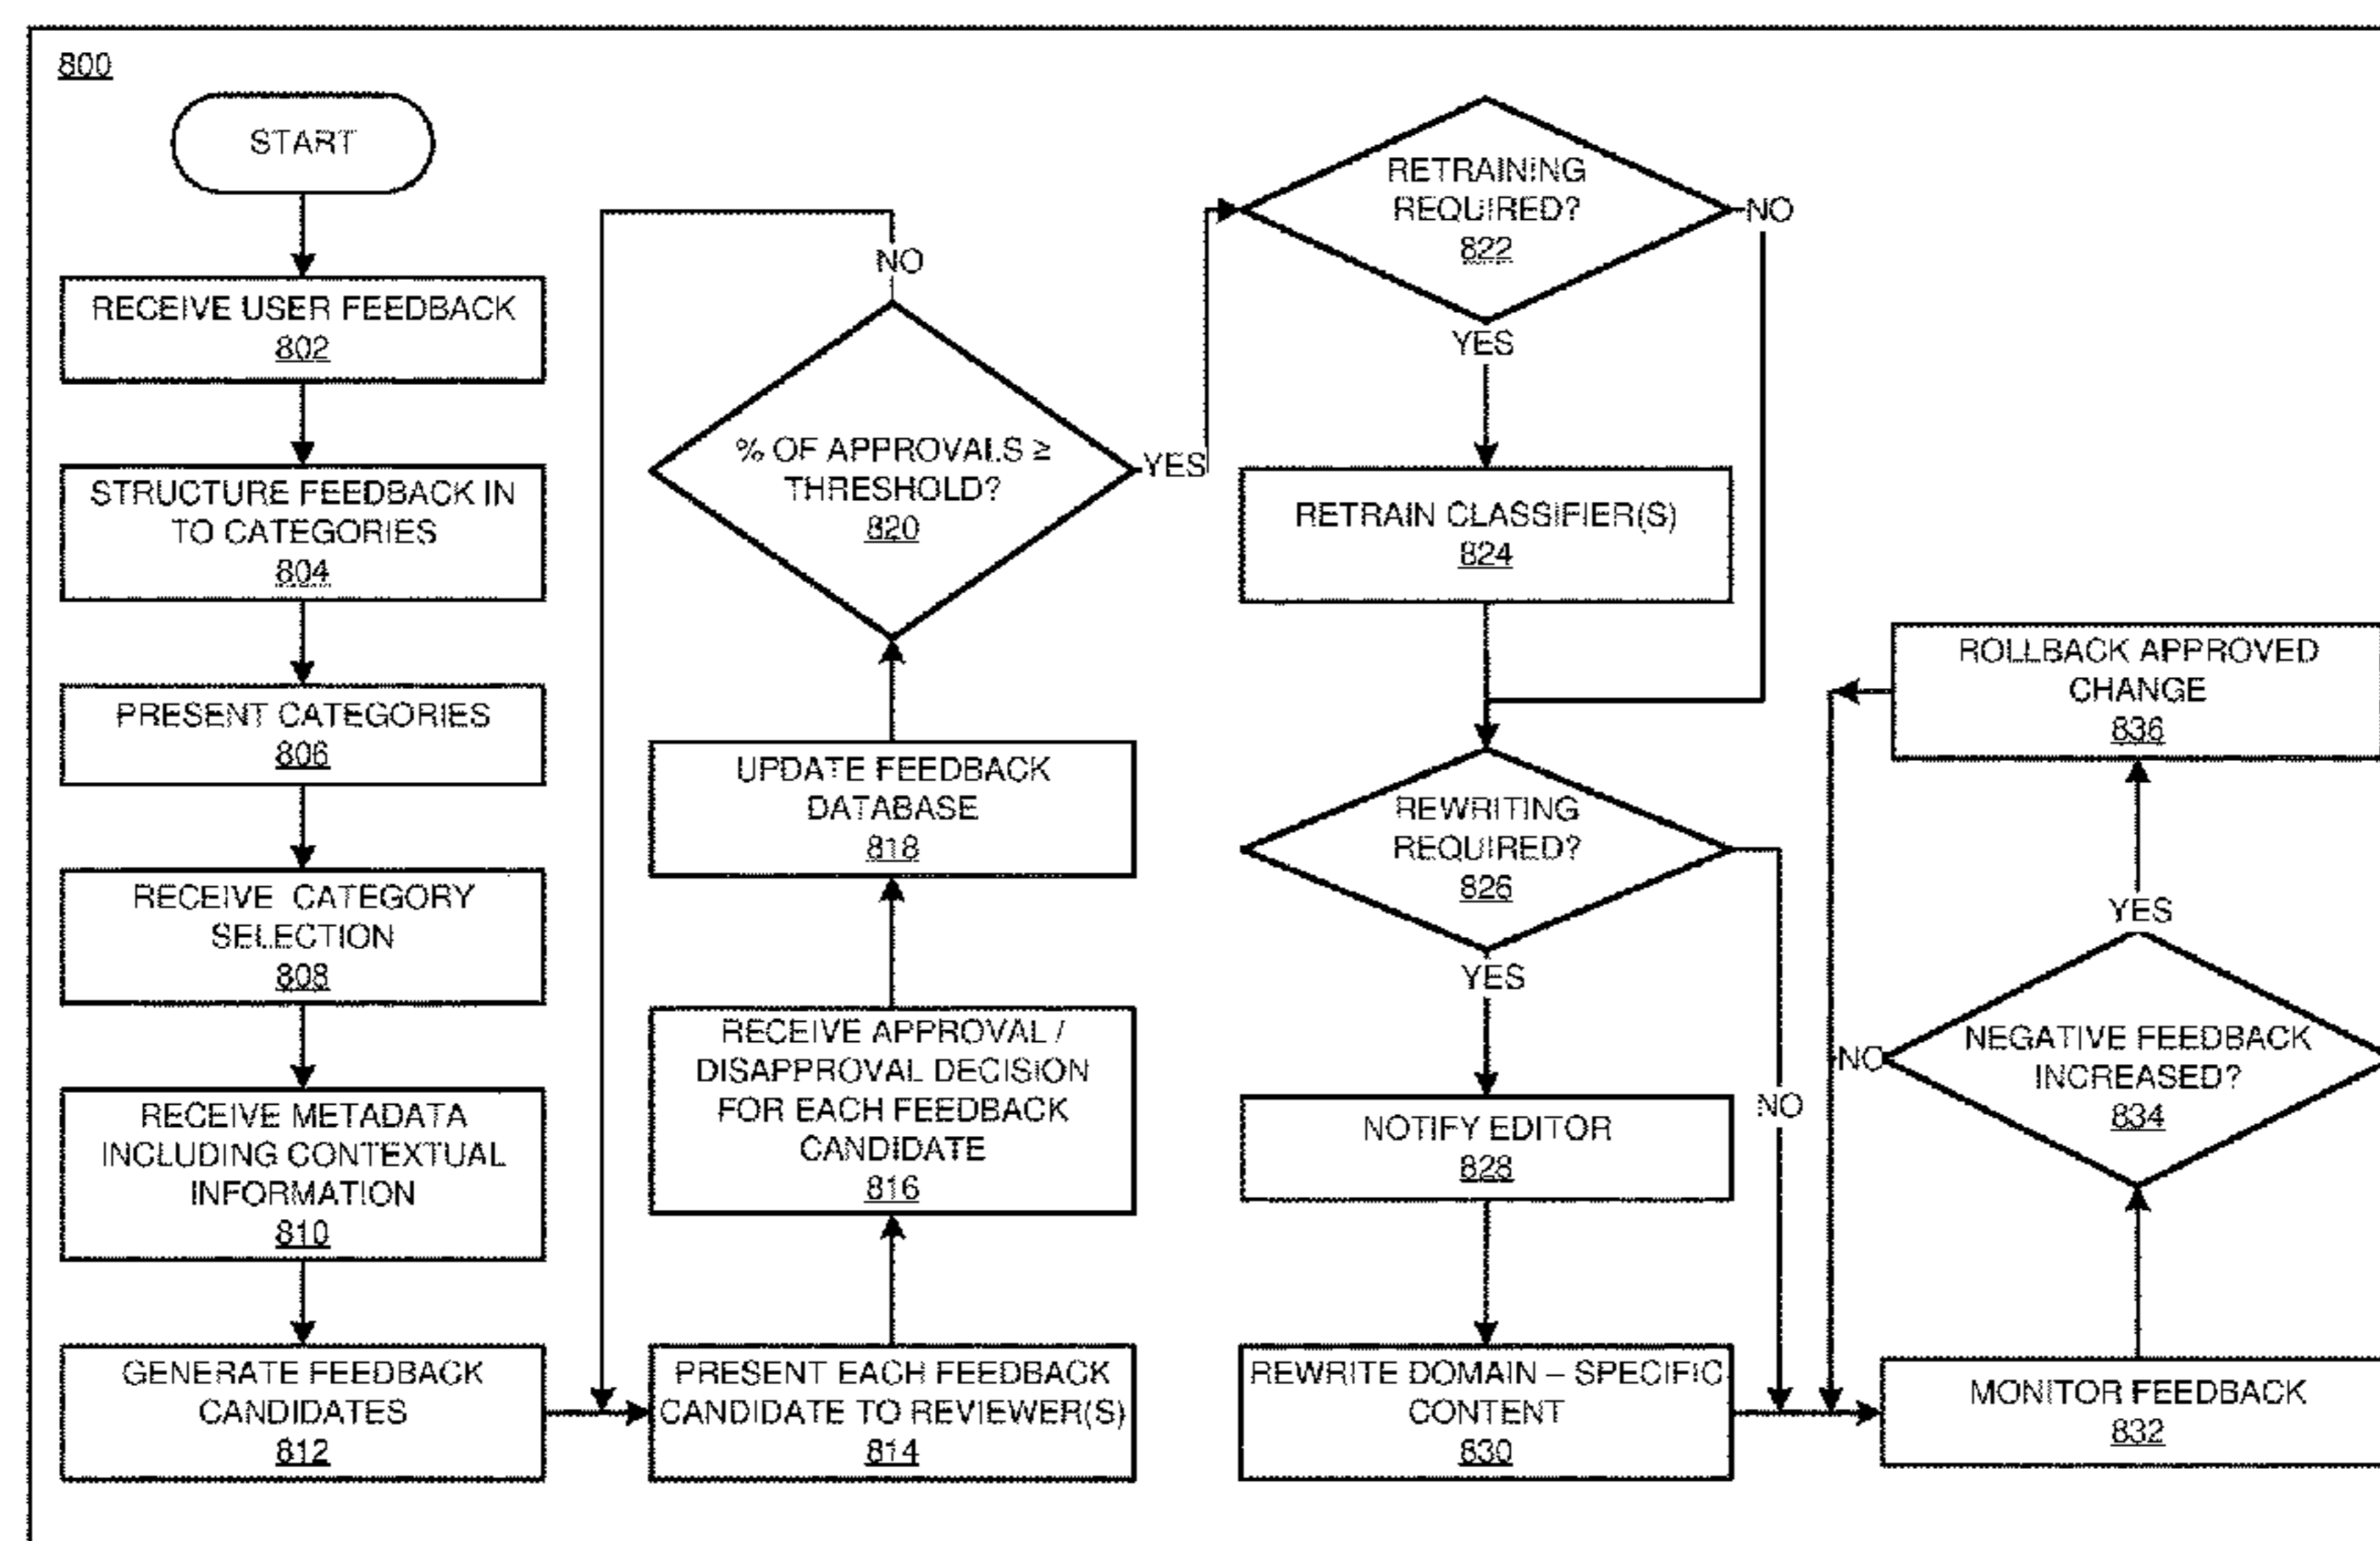 800
START
RECEIVE USER FEEDBACK
802
STRUCTURE FEEDBACK IN
TO CATEGORIES
804
PRESENT CATEGORIES
806
RECEIVE CATEGORY
SELECTION
808
RECEIVE METADATA
INCLUDING CONTEXTUAL
INFORMATION
810
GENERATE FEEDBACK
CANDIDATES
812
NO
% OF APPROVALS ≥
THRESHOLD?
820
YES
UPDATE FEEDBACK
DATABASE
818
RECEIVE APPROVAL /
DISAPPROVAL DECISION
FOR EACH FEEDBACK
CANDIDATE
816
PRESENT EACH FEEDBACK
CANDIDATE TO REVIEWER(S)
814
RETRAINING
REQUIRED?
822
NO
YES
RETRAIN CLASSIFIER(S)
824
REWRITING
REQUIRED?
826
YES
NO
NOTIFY EDITOR
828
REWRITE DOMAIN – SPECIFIC
CONTENT
830
ROLLBACK APPROVED
CHANGE
836
YES
NEGATIVE FEEDBACK
INCREASED?
834
NO
MONITOR FEEDBACK
832